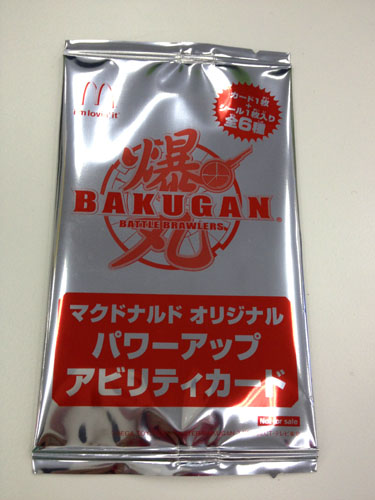 i'm lovin' it
カード1枚
+
シール1枚入り
全6種
爆
BAKUGAN®
BATTLE BRAWLERS™
丸
マクドナルド オリジナル
パワーアップ
アビリティカード
Not for sale